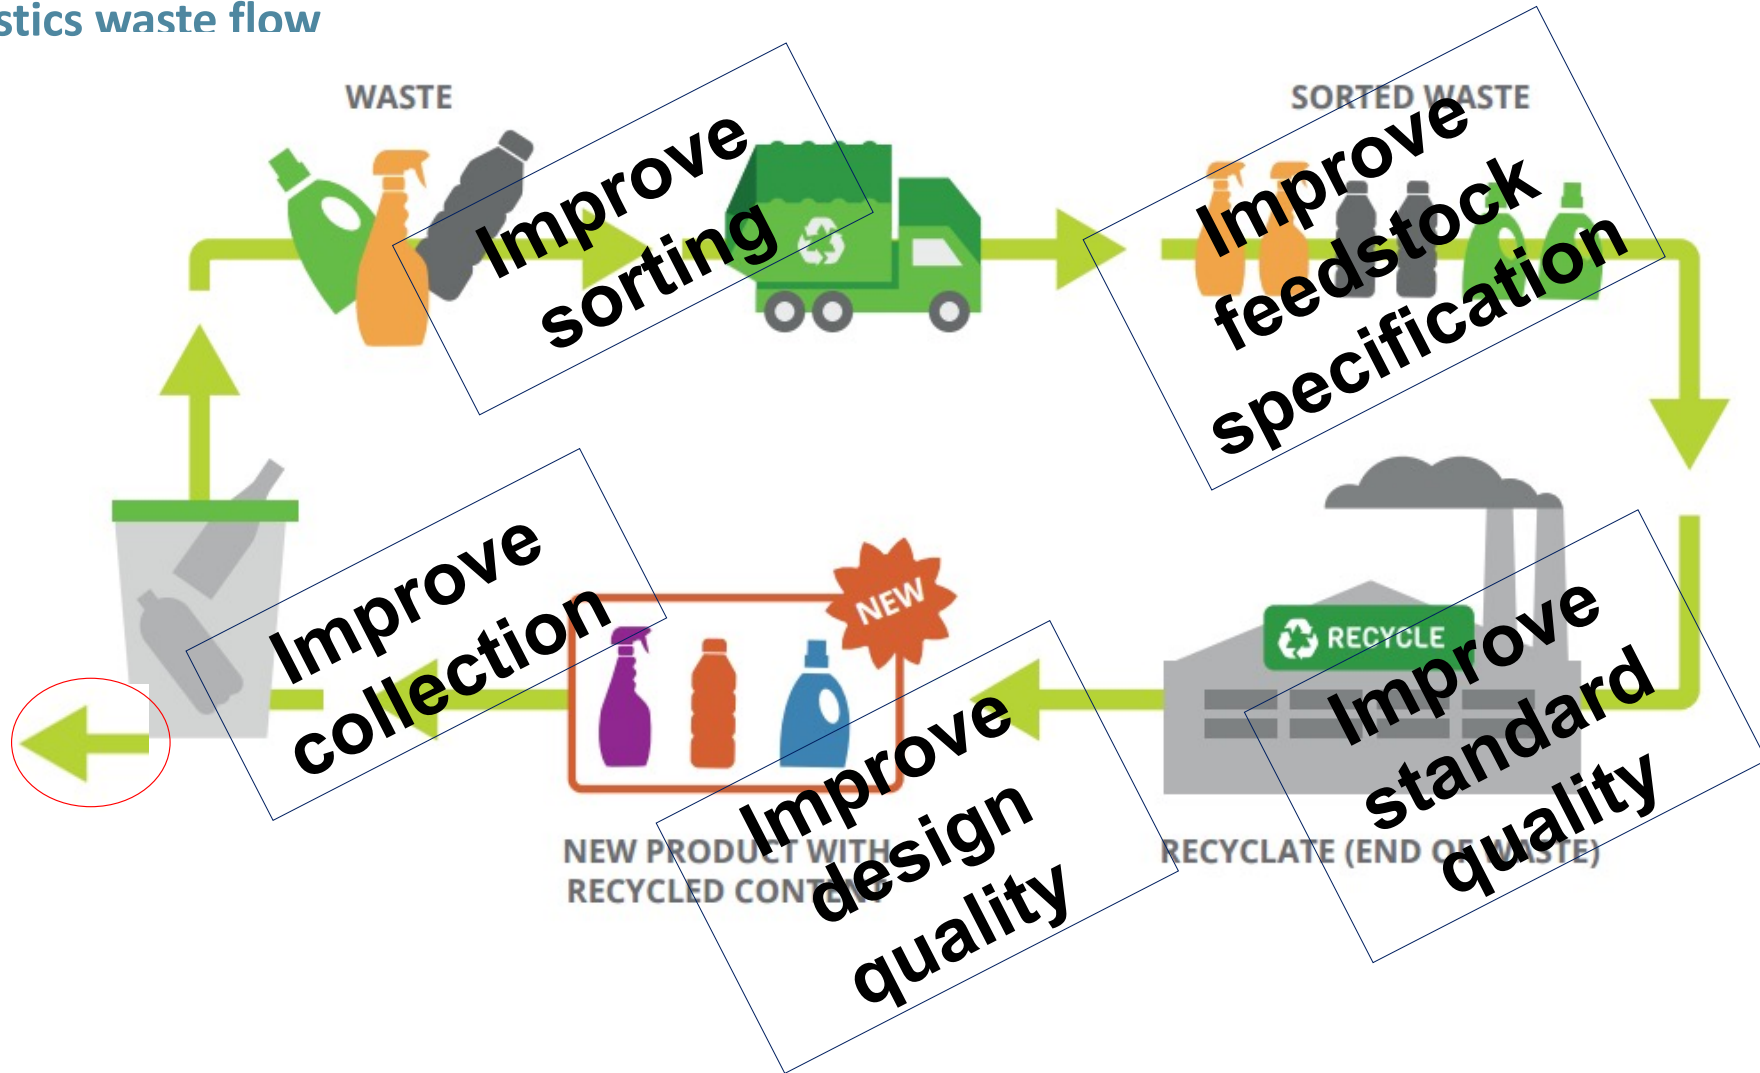 stics waste flow
WASTE
SORTED WASTE
Improve
sorting
Improve
feedstock
specification
Improve
collection
NEW
RECYCLE
Improve
design
quality
Improve
standard
quality
NEW PRODUCT WITH
RECYCLED CONTENT
RECYCLATE (END OF WASTE)